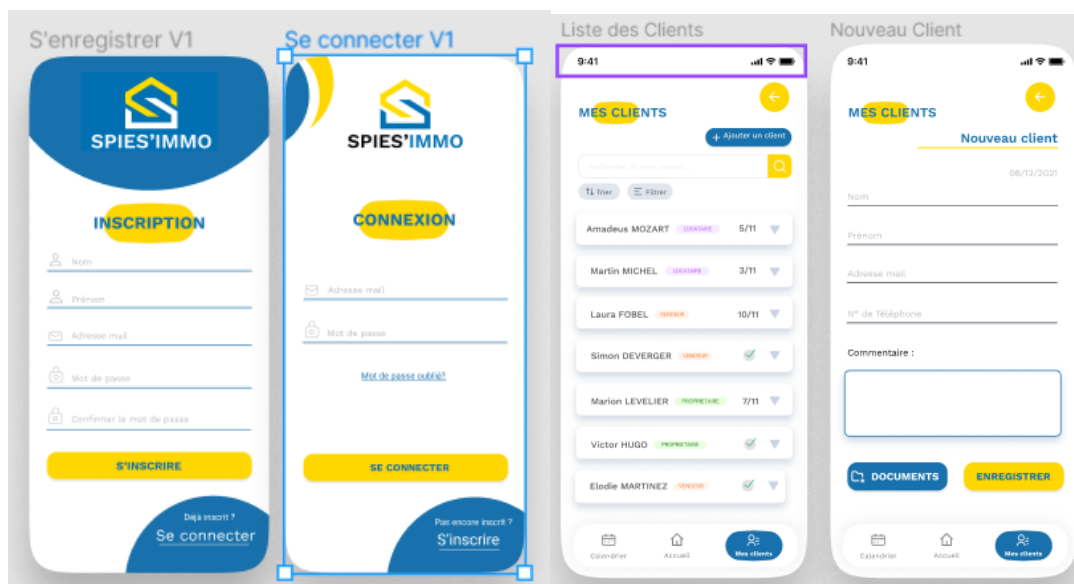 S'enregistrer V1
SPIES'IMMO
INSCRIPTION
Nom
Prénom
Adresse mail
Mot de passe
Confirmer le mot de passe
S'INSCRIRE
Déjà inscrit ?
Se connecter
Se connecter V1
SPIES'IMMO
CONNEXION
Adresse mail
Mot de passe
Mot de passe oublié?
SE CONNECTER
Pas encore inscrit ?
S'inscrire
Liste des Clients
9:41
MES CLIENTS
+ Ajouter un client
Rechercher un nom, prénom...
Trier Filtrer
Amadeus MOZART LOCATAIRE 5/11
Martin MICHEL LOCATAIRE 3/11
Laura FOBEL VENDEUR 10/11
Simon DEVERGER VENDEUR
Marion LEVELIER PROPRIETAIRE 7/11
Victor HUGO PROPRIETAIRE
Elodie MARTINEZ VENDEUR
Calendrier Accueil Mes clients
Nouveau Client
9:41
MES CLIENTS
Nouveau client
06/12/2021
Nom
Prénom
Adresse mail
N° de Téléphone
Commentaire :
DOCUMENTS ENREGISTRER
Calendrier Accueil Mes clients